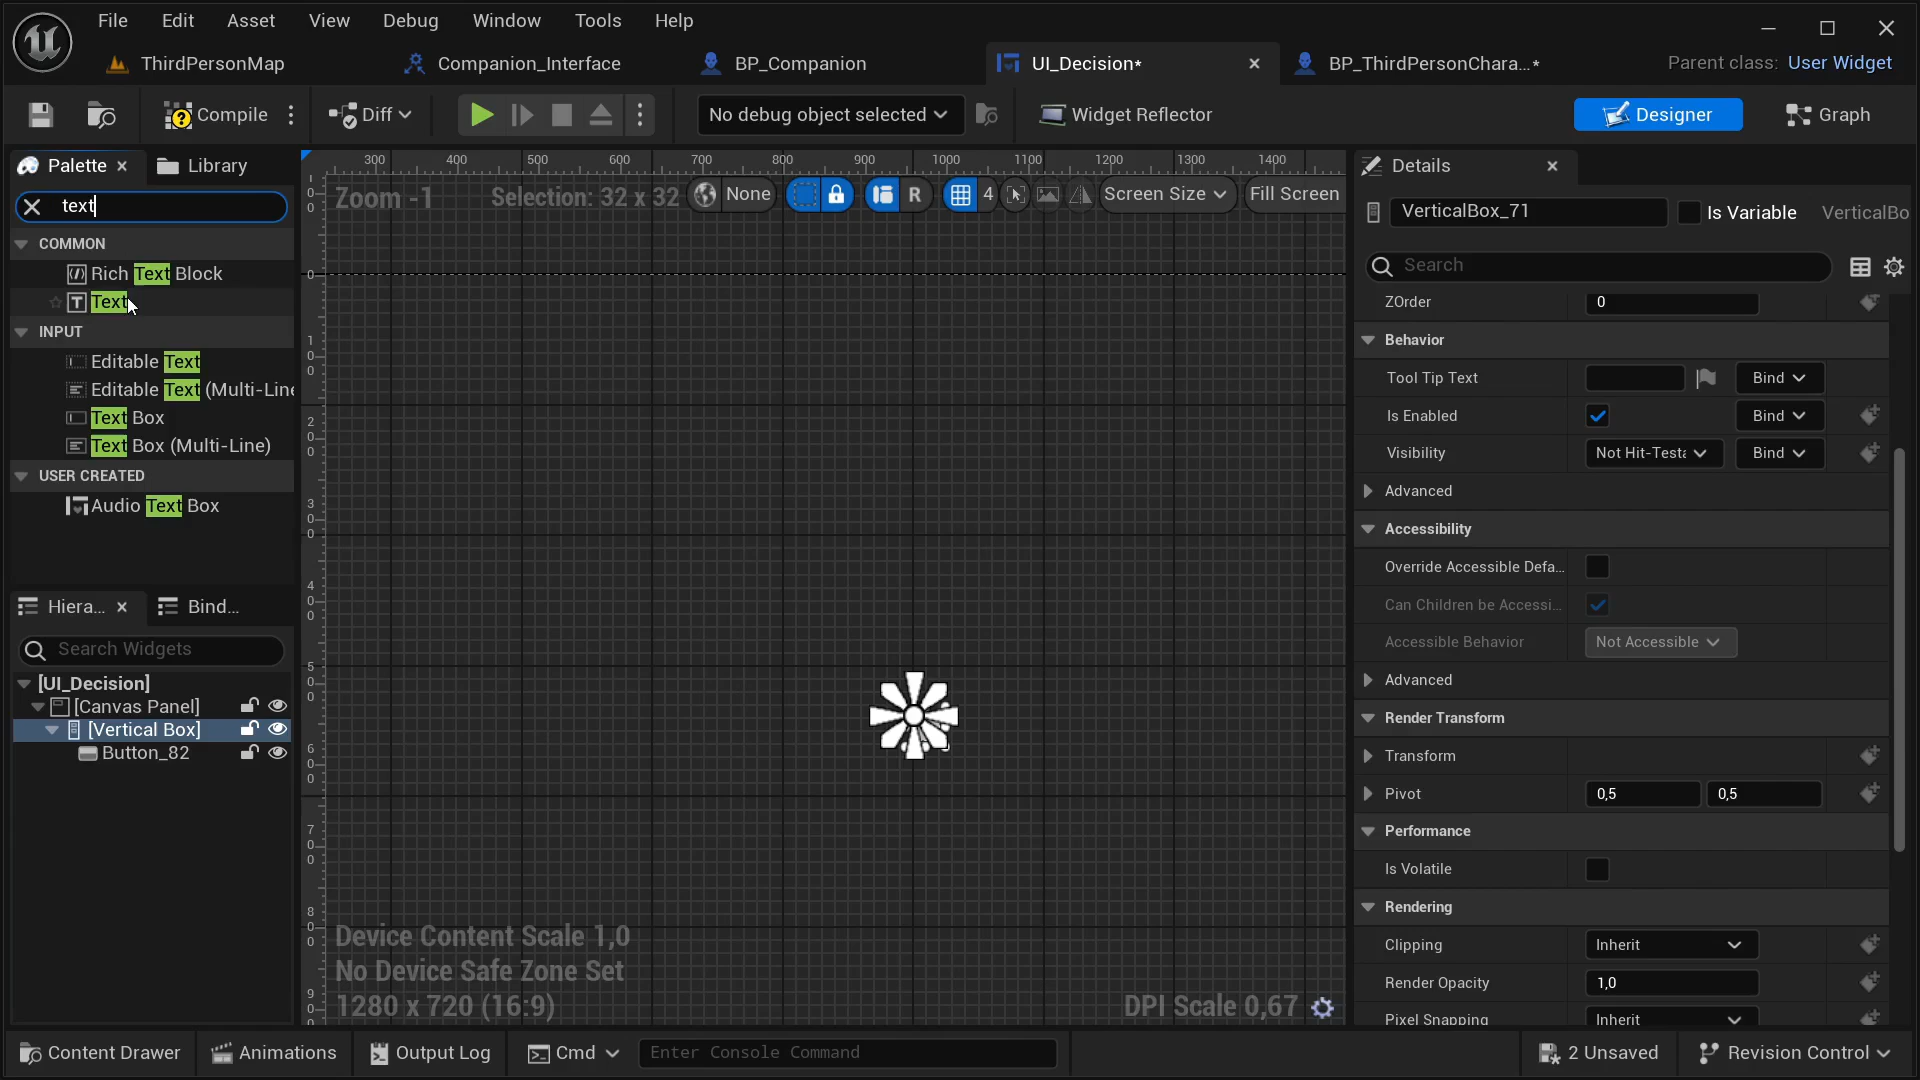 File Edit Asset View Debug Window Tools Help
ThirdPersonMap Companion_Interface BP_Companion UI_Decision* BP_ThirdPersonChara...* Parent class: User Widget
Compile Diff No debug object selected Widget Reflector Designer Graph
Palette Library
text
COMMON
Rich Text Block
Text
INPUT
Editable Text
Editable Text (Multi-Line
Text Box
Text Box (Multi-Line)
USER CREATED
Audio Text Box
Hiera... Bind...
Search Widgets
[UI_Decision]
[Canvas Panel]
[Vertical Box]
Button_82
300 400 500 600 700 800 900 1000 1100 1200 1300 1400
Zoom -1 Selection: 32 x 32 None R 4 Screen Size Fill Screen
0
100
200
300
400
500
600
700
800
Device Content Scale 1,0
No Device Safe Zone Set
1280 x 720 (16:9)
DPI Scale 0,67
Details
VerticalBox_71 Is Variable VerticalBo
Search
ZOrder 0
Behavior
Tool Tip Text Bind
Is Enabled Bind
Visibility Not Hit-Testa Bind
Advanced
Accessibility
Override Accessible Defa...
Can Children be Accessi...
Accessible Behavior Not Accessible
Advanced
Render Transform
Transform
Pivot 0,5 0,5
Performance
Is Volatile
Rendering
Clipping Inherit
Render Opacity 1,0
Pixel Snapping Inherit
Content Drawer Animations Output Log Cmd Enter Console Command 2 Unsaved Revision Control